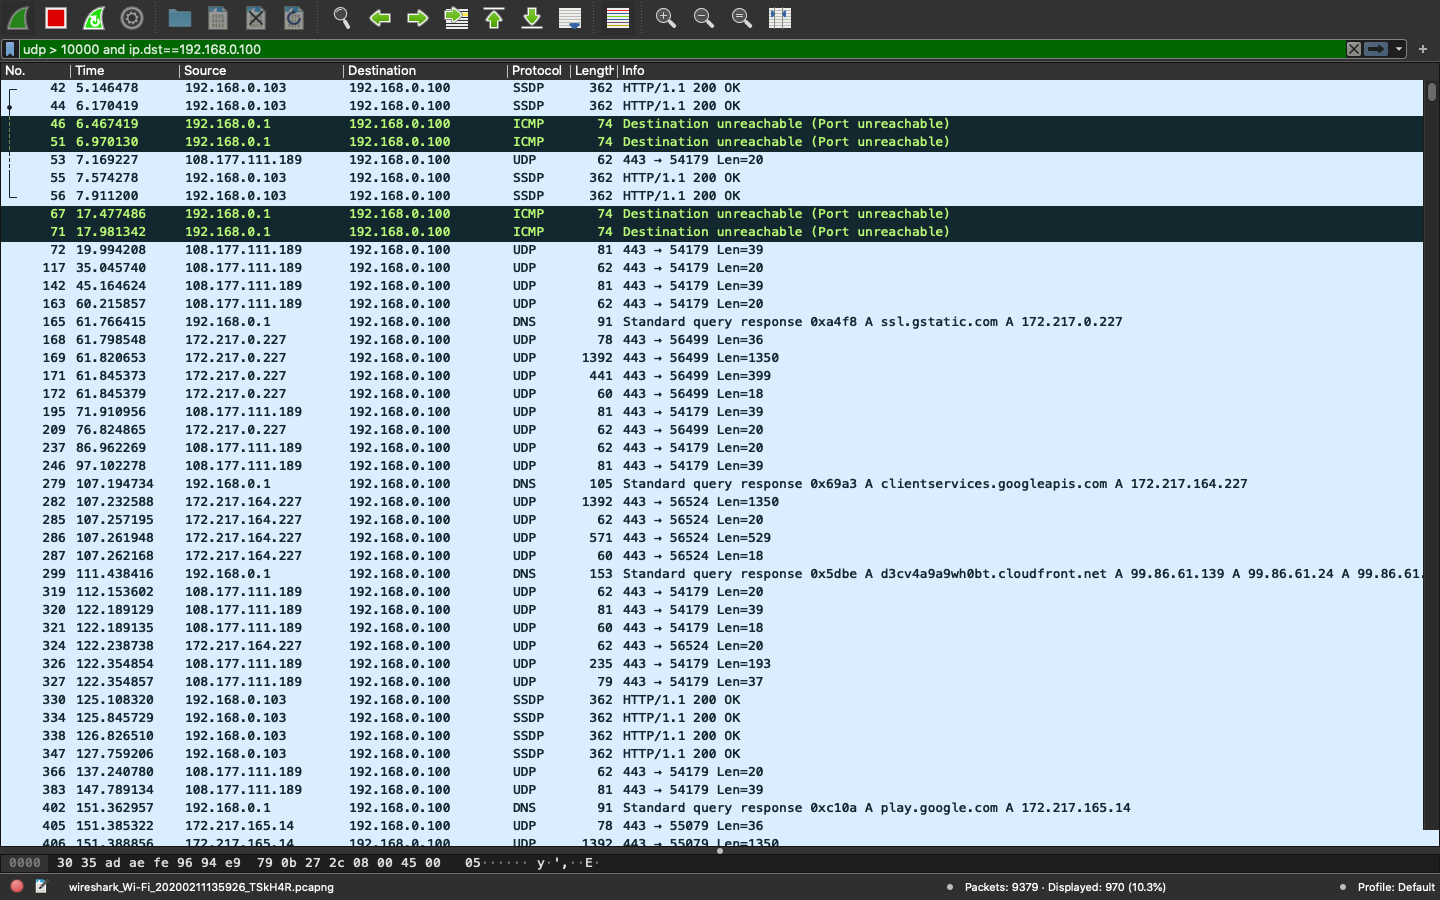 udp > 10000 and ip.dst==192.168.0.100
No. Time Source Destination Protocol Length Info
42 5.146478 192.168.0.103 192.168.0.100 SSDP 362 HTTP/1.1 200 OK
44 6.170419 192.168.0.103 192.168.0.100 SSDP 362 HTTP/1.1 200 OK
46 6.467419 192.168.0.1 192.168.0.100 ICMP 74 Destination unreachable (Port unreachable)
51 6.970130 192.168.0.1 192.168.0.100 ICMP 74 Destination unreachable (Port unreachable)
53 7.169227 108.177.111.189 192.168.0.100 UDP 62 443 → 54179 Len=20
55 7.574278 192.168.0.103 192.168.0.100 SSDP 362 HTTP/1.1 200 OK
56 7.911200 192.168.0.103 192.168.0.100 SSDP 362 HTTP/1.1 200 OK
67 17.477486 192.168.0.1 192.168.0.100 ICMP 74 Destination unreachable (Port unreachable)
71 17.981342 192.168.0.1 192.168.0.100 ICMP 74 Destination unreachable (Port unreachable)
72 19.994208 108.177.111.189 192.168.0.100 UDP 81 443 → 54179 Len=39
117 35.045740 108.177.111.189 192.168.0.100 UDP 62 443 → 54179 Len=20
142 45.164624 108.177.111.189 192.168.0.100 UDP 81 443 → 54179 Len=39
163 60.215857 108.177.111.189 192.168.0.100 UDP 62 443 → 54179 Len=20
165 61.766415 192.168.0.1 192.168.0.100 DNS 91 Standard query response 0xa4f8 A ssl.gstatic.com A 172.217.0.227
168 61.798548 172.217.0.227 192.168.0.100 UDP 78 443 → 56499 Len=36
169 61.820653 172.217.0.227 192.168.0.100 UDP 1392 443 → 56499 Len=1350
171 61.845373 172.217.0.227 192.168.0.100 UDP 441 443 → 56499 Len=399
172 61.845379 172.217.0.227 192.168.0.100 UDP 60 443 → 56499 Len=18
195 71.910956 108.177.111.189 192.168.0.100 UDP 81 443 → 54179 Len=39
209 76.824865 172.217.0.227 192.168.0.100 UDP 62 443 → 56499 Len=20
237 86.962269 108.177.111.189 192.168.0.100 UDP 62 443 → 54179 Len=20
246 97.102278 108.177.111.189 192.168.0.100 UDP 81 443 → 54179 Len=39
279 107.194734 192.168.0.1 192.168.0.100 DNS 105 Standard query response 0x69a3 A clientservices.googleapis.com A 172.217.164.227
282 107.232588 172.217.164.227 192.168.0.100 UDP 1392 443 → 56524 Len=1350
285 107.257195 172.217.164.227 192.168.0.100 UDP 62 443 → 56524 Len=20
286 107.261948 172.217.164.227 192.168.0.100 UDP 571 443 → 56524 Len=529
287 107.262168 172.217.164.227 192.168.0.100 UDP 60 443 → 56524 Len=18
299 111.438416 192.168.0.1 192.168.0.100 DNS 153 Standard query response 0x5dbe A d3cv4a9a9wh0bt.cloudfront.net A 99.86.61.139 A 99.86.61.24 A 99.86.61.
319 112.153602 108.177.111.189 192.168.0.100 UDP 62 443 → 54179 Len=20
320 122.189129 108.177.111.189 192.168.0.100 UDP 81 443 → 54179 Len=39
321 122.189135 108.177.111.189 192.168.0.100 UDP 60 443 → 54179 Len=18
324 122.238738 172.217.164.227 192.168.0.100 UDP 62 443 → 56524 Len=20
326 122.354854 108.177.111.189 192.168.0.100 UDP 235 443 → 54179 Len=193
327 122.354857 108.177.111.189 192.168.0.100 UDP 79 443 → 54179 Len=37
330 125.108320 192.168.0.103 192.168.0.100 SSDP 362 HTTP/1.1 200 OK
334 125.845729 192.168.0.103 192.168.0.100 SSDP 362 HTTP/1.1 200 OK
338 126.826510 192.168.0.103 192.168.0.100 SSDP 362 HTTP/1.1 200 OK
347 127.759206 192.168.0.103 192.168.0.100 SSDP 362 HTTP/1.1 200 OK
366 137.240780 108.177.111.189 192.168.0.100 UDP 62 443 → 54179 Len=20
383 147.789134 108.177.111.189 192.168.0.100 UDP 81 443 → 54179 Len=39
402 151.362957 192.168.0.1 192.168.0.100 DNS 91 Standard query response 0xc10a A play.google.com A 172.217.165.14
405 151.385322 172.217.165.14 192.168.0.100 UDP 78 443 → 55079 Len=36
406 151.388856 172.217.165.14 192.168.0.100 UDP 1392 443 → 55079 Len=1350
0000 30 35 ad ae fe 96 94 e9 79 0b 27 2c 08 00 45 00 05······ y·',··E·
wireshark_Wi-Fi_20200211135926_TSkH4R.pcapng Packets: 9379 · Displayed: 970 (10.3%) Profile: Default